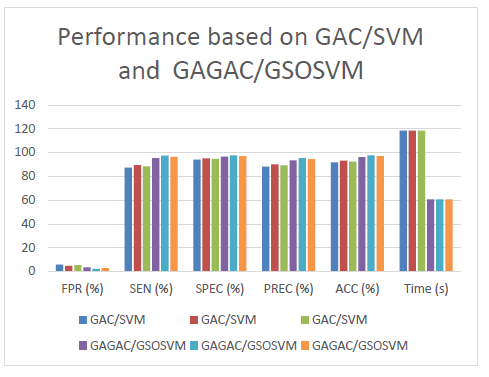 Performance based on GAC/SVM
and GAGAC/GSOSVM
140
120
100
80
60
40
20
0
FPR (%) SEN (%) SPEC (%) PREC (%) ACC (%) Time (s)
GAC/SVM GAC/SVM GAC/SVM
GAGAC/GSOSVM GAGAC/GSOSVM GAGAC/GSOSVM